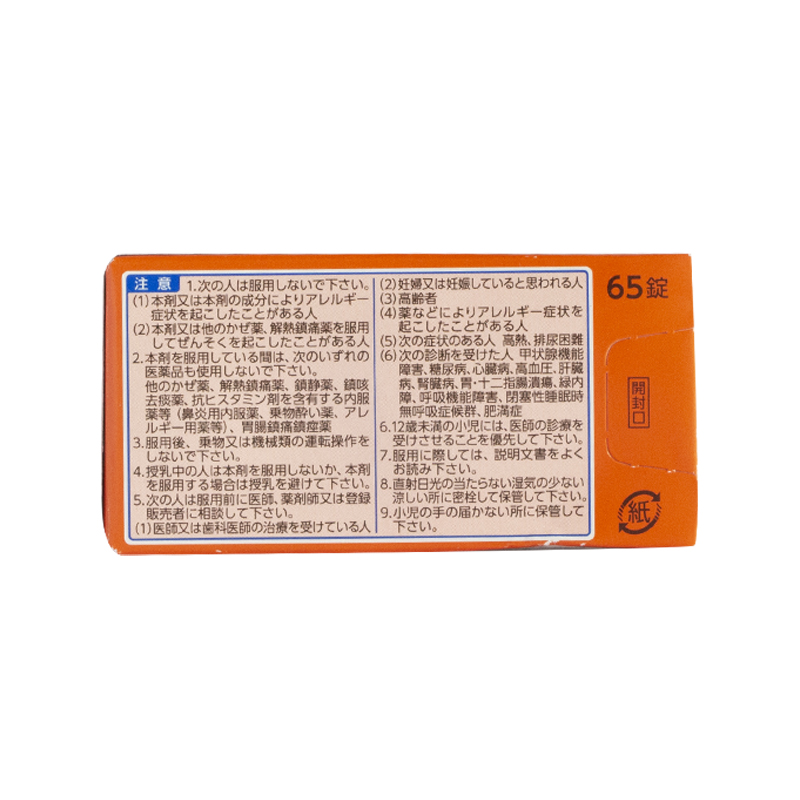 注意 1.次の人は服用しないで下さい。
(1)本剤又は本剤の成分によりアレルギー
症状を起こしたことがある人
(2)本剤又は他のかぜ薬、解熱鎮痛薬を服用
してぜんそくを起こしたことがある人
2.本剤を服用している間は、次のいずれの
医薬品も使用しないで下さい。
他のかぜ薬、解熱鎮痛薬、鎮静薬、鎮咳
去痰薬、抗ヒスタミン剤を含有する内服
薬等(鼻炎用内服薬、乗物酔い薬、アレ
ルギー用薬等)、胃腸鎮痛鎮痙薬
3.服用後、乗物又は機械類の運転操作を
しないで下さい。
4.授乳中の人は本剤を服用しないか、本剤
を服用する場合は授乳を避けて下さい。
5.次の人は服用前に医師、薬剤師又は登録
販売者に相談して下さい。
(1)医師又は歯科医師の治療を受けている人
(2)妊婦又は妊娠していると思われる人
(3)高齢者
(4)薬などによりアレルギー症状を
起こしたことがある人
(5)次の症状のある人 高熱、排尿困難
(6)次の診断を受けた人 甲状腺機能
障害、糖尿病、心臓病、高血圧、肝臓
病、腎臓病、胃・十二指腸潰瘍、緑内
障、呼吸機能障害、閉塞性睡眠時
無呼吸症候群、肥満症
6.12歳未満の小児には、医師の診療を
受けさせることを優先して下さい。
7.服用に際しては、説明文書をよく
お読み下さい。
8.直射日光の当たらない湿気の少ない
涼しい所に密栓して保管して下さい。
9.小児の手の届かない所に保管して
下さい。
65錠
開封口
紙